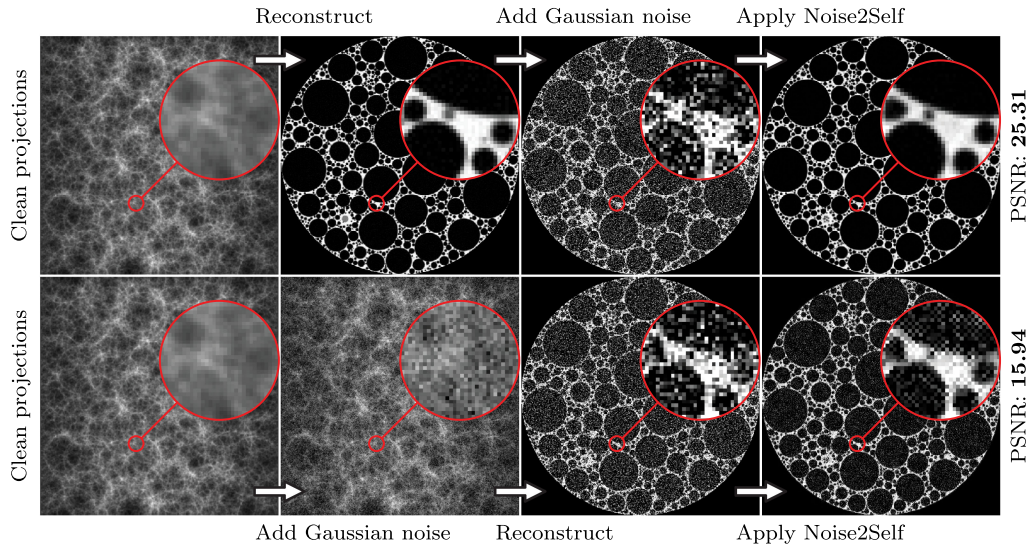 Reconstruct
Add Gaussian noise
Apply Noise2Self
Clean projections
PSNR: 25.31
Clean projections
PSNR: 15.94
Add Gaussian noise
Reconstruct
Apply Noise2Self